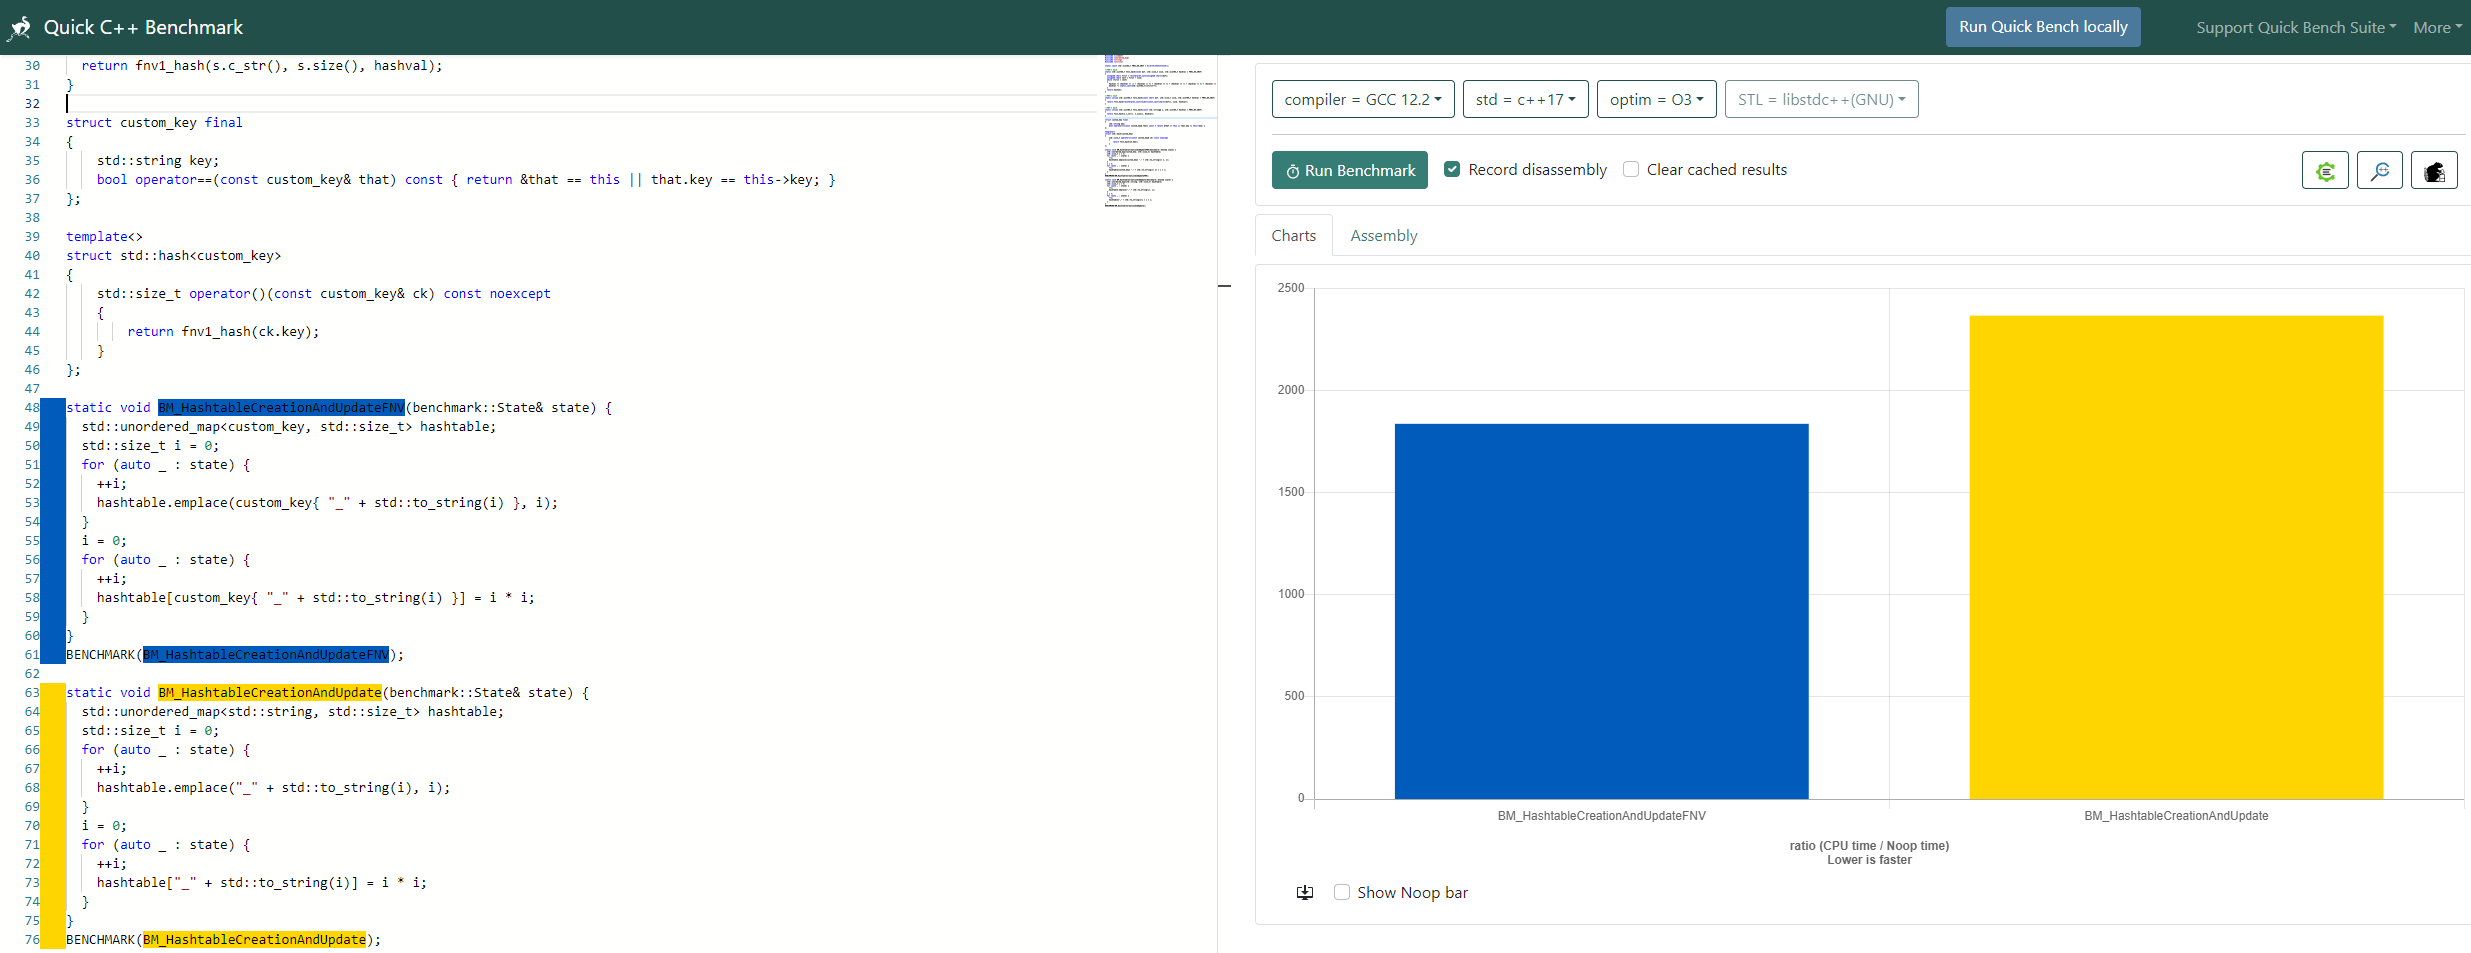 Quick C++ Benchmark
Run Quick Bench locally
Support Quick Bench Suite
More
30 return fnv1_hash(s.c_str(), s.size(), hashval);
31 }
32
33 struct custom_key final
34 {
35 std::string key;
36 bool operator==(const custom_key& that) const { return &that == this || that.key == this->key; }
37 };
38
39 template<>
40 struct std::hash<custom_key>
41 {
42 std::size_t operator()(const custom_key& ck) const noexcept
43 {
44 return fnv1_hash(ck.key);
45 }
46 };
47
48 static void BM_HashtableCreationAndUpdateFNV(benchmark::State& state) {
49 std::unordered_map<custom_key, std::size_t> hashtable;
50 std::size_t i = 0;
51 for (auto _ : state) {
52 ++i;
53 hashtable.emplace(custom_key{ "_" + std::to_string(i) }, i);
54 }
55 i = 0;
56 for (auto _ : state) {
57 ++i;
58 hashtable[custom_key{ "_" + std::to_string(i) }] = i * i;
59 }
60 }
61 BENCHMARK(BM_HashtableCreationAndUpdateFNV);
62
63 static void BM_HashtableCreationAndUpdate(benchmark::State& state) {
64 std::unordered_map<std::string, std::size_t> hashtable;
65 std::size_t i = 0;
66 for (auto _ : state) {
67 ++i;
68 hashtable.emplace("_" + std::to_string(i), i);
69 }
70 i = 0;
71 for (auto _ : state) {
72 ++i;
73 hashtable["_" + std::to_string(i)] = i * i;
74 }
75 }
76 BENCHMARK(BM_HashtableCreationAndUpdate);
compiler = GCC 12.2
std = c++17
optim = O3
STL = libstdc++(GNU)
Run Benchmark
Record disassembly
Clear cached results
Charts
Assembly
2500
2000
1500
1000
500
0
BM_HashtableCreationAndUpdateFNV
BM_HashtableCreationAndUpdate
ratio (CPU time / Noop time)
Lower is faster
Show Noop bar